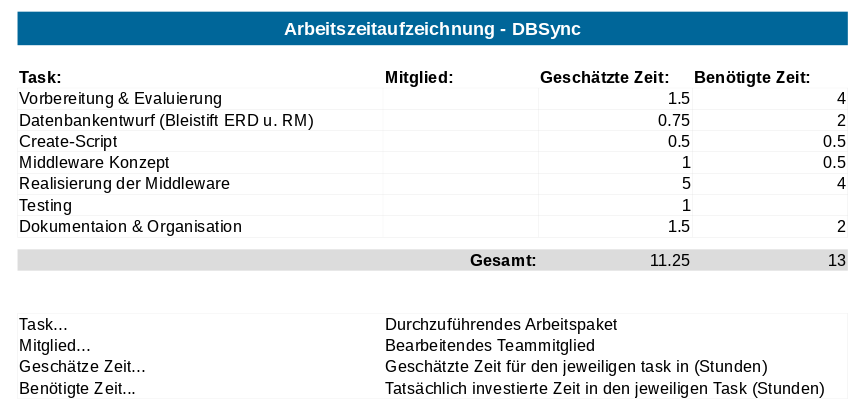 Arbeitszeitaufzeichnung - DBSync
Task: Mitglied: Geschätzte Zeit: Benötigte Zeit:
Vorbereitung & Evaluierung 1.5 4
Datenbankentwurf (Bleistift ERD u. RM) 0.75 2
Create-Script 0.5 0.5
Middleware Konzept 1 0.5
Realisierung der Middleware 5 4
Testing 1
Dokumentaion & Organisation 1.5 2
Gesamt: 11.25 13
Task... Durchzuführendes Arbeitspaket
Mitglied... Bearbeitendes Teammitglied
Geschätze Zeit... Geschätzte Zeit für den jeweiligen task in (Stunden)
Benötigte Zeit... Tatsächlich investierte Zeit in den jeweiligen Task (Stunden)